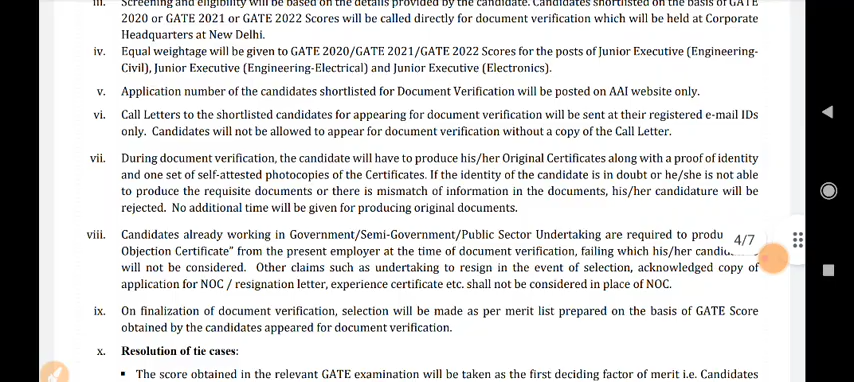 iii. Screening and eligibility will be based on the details provided by the candidate. Candidates shortlisted on the basis of GATE
2020 or GATE 2021 or GATE 2022 Scores will be called directly for document verification which will be held at Corporate
Headquarters at New Delhi.
iv. Equal weightage will be given to GATE 2020/GATE 2021/GATE 2022 Scores for the posts of Junior Executive (Engineering-
Civil), Junior Executive (Engineering-Electrical) and Junior Executive (Electronics).
v. Application number of the candidates shortlisted for Document Verification will be posted on AAI website only.
vi. Call Letters to the shortlisted candidates for appearing for document verification will be sent at their registered e-mail IDs
only. Candidates will not be allowed to appear for document verification without a copy of the Call Letter.
vii. During document verification, the candidate will have to produce his/her Original Certificates along with a proof of identity
and one set of self-attested photocopies of the Certificates. If the identity of the candidate is in doubt or he/she is not able
to produce the requisite documents or there is mismatch of information in the documents, his/her candidature will be
rejected. No additional time will be given for producing original documents.
viii. Candidates already working in Government/Semi-Government/Public Sector Undertaking are required to produ
4/7
Objection Certificate" from the present employer at the time of document verification, failing which his/her candid
will not be considered. Other claims such as undertaking to resign in the event of selection, acknowledged copy of
application for NOC / resignation letter, experience certificate etc. shall not be considered in place of NOC.
ix. On finalization of document verification, selection will be made as per merit list prepared on the basis of GATE Score
obtained by the candidates appeared for document verification.
x. Resolution of tie cases:
▪ The score obtained in the relevant GATE examination will be taken as the first deciding factor of merit i.e. Candidates